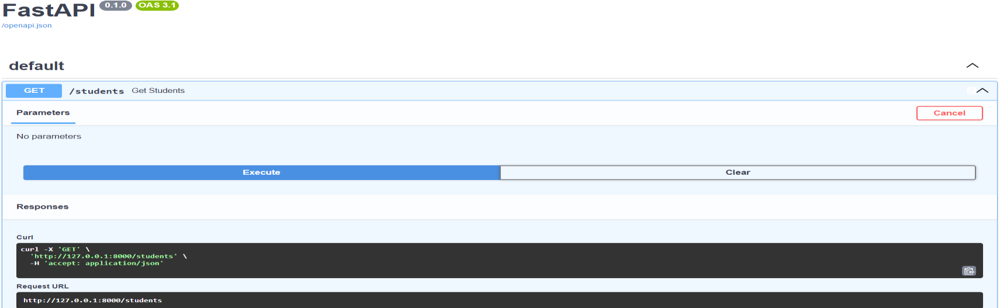 FastAPI 0.1.0 OAS 3.1
/openapi.json
default
GET /students Get Students
Parameters Cancel
No parameters
Execute Clear
Responses
Curl
curl -X 'GET' \
'http://127.0.0.1:8000/students' \
-H 'accept: application/json'
Request URL
http://127.0.0.1:8000/students